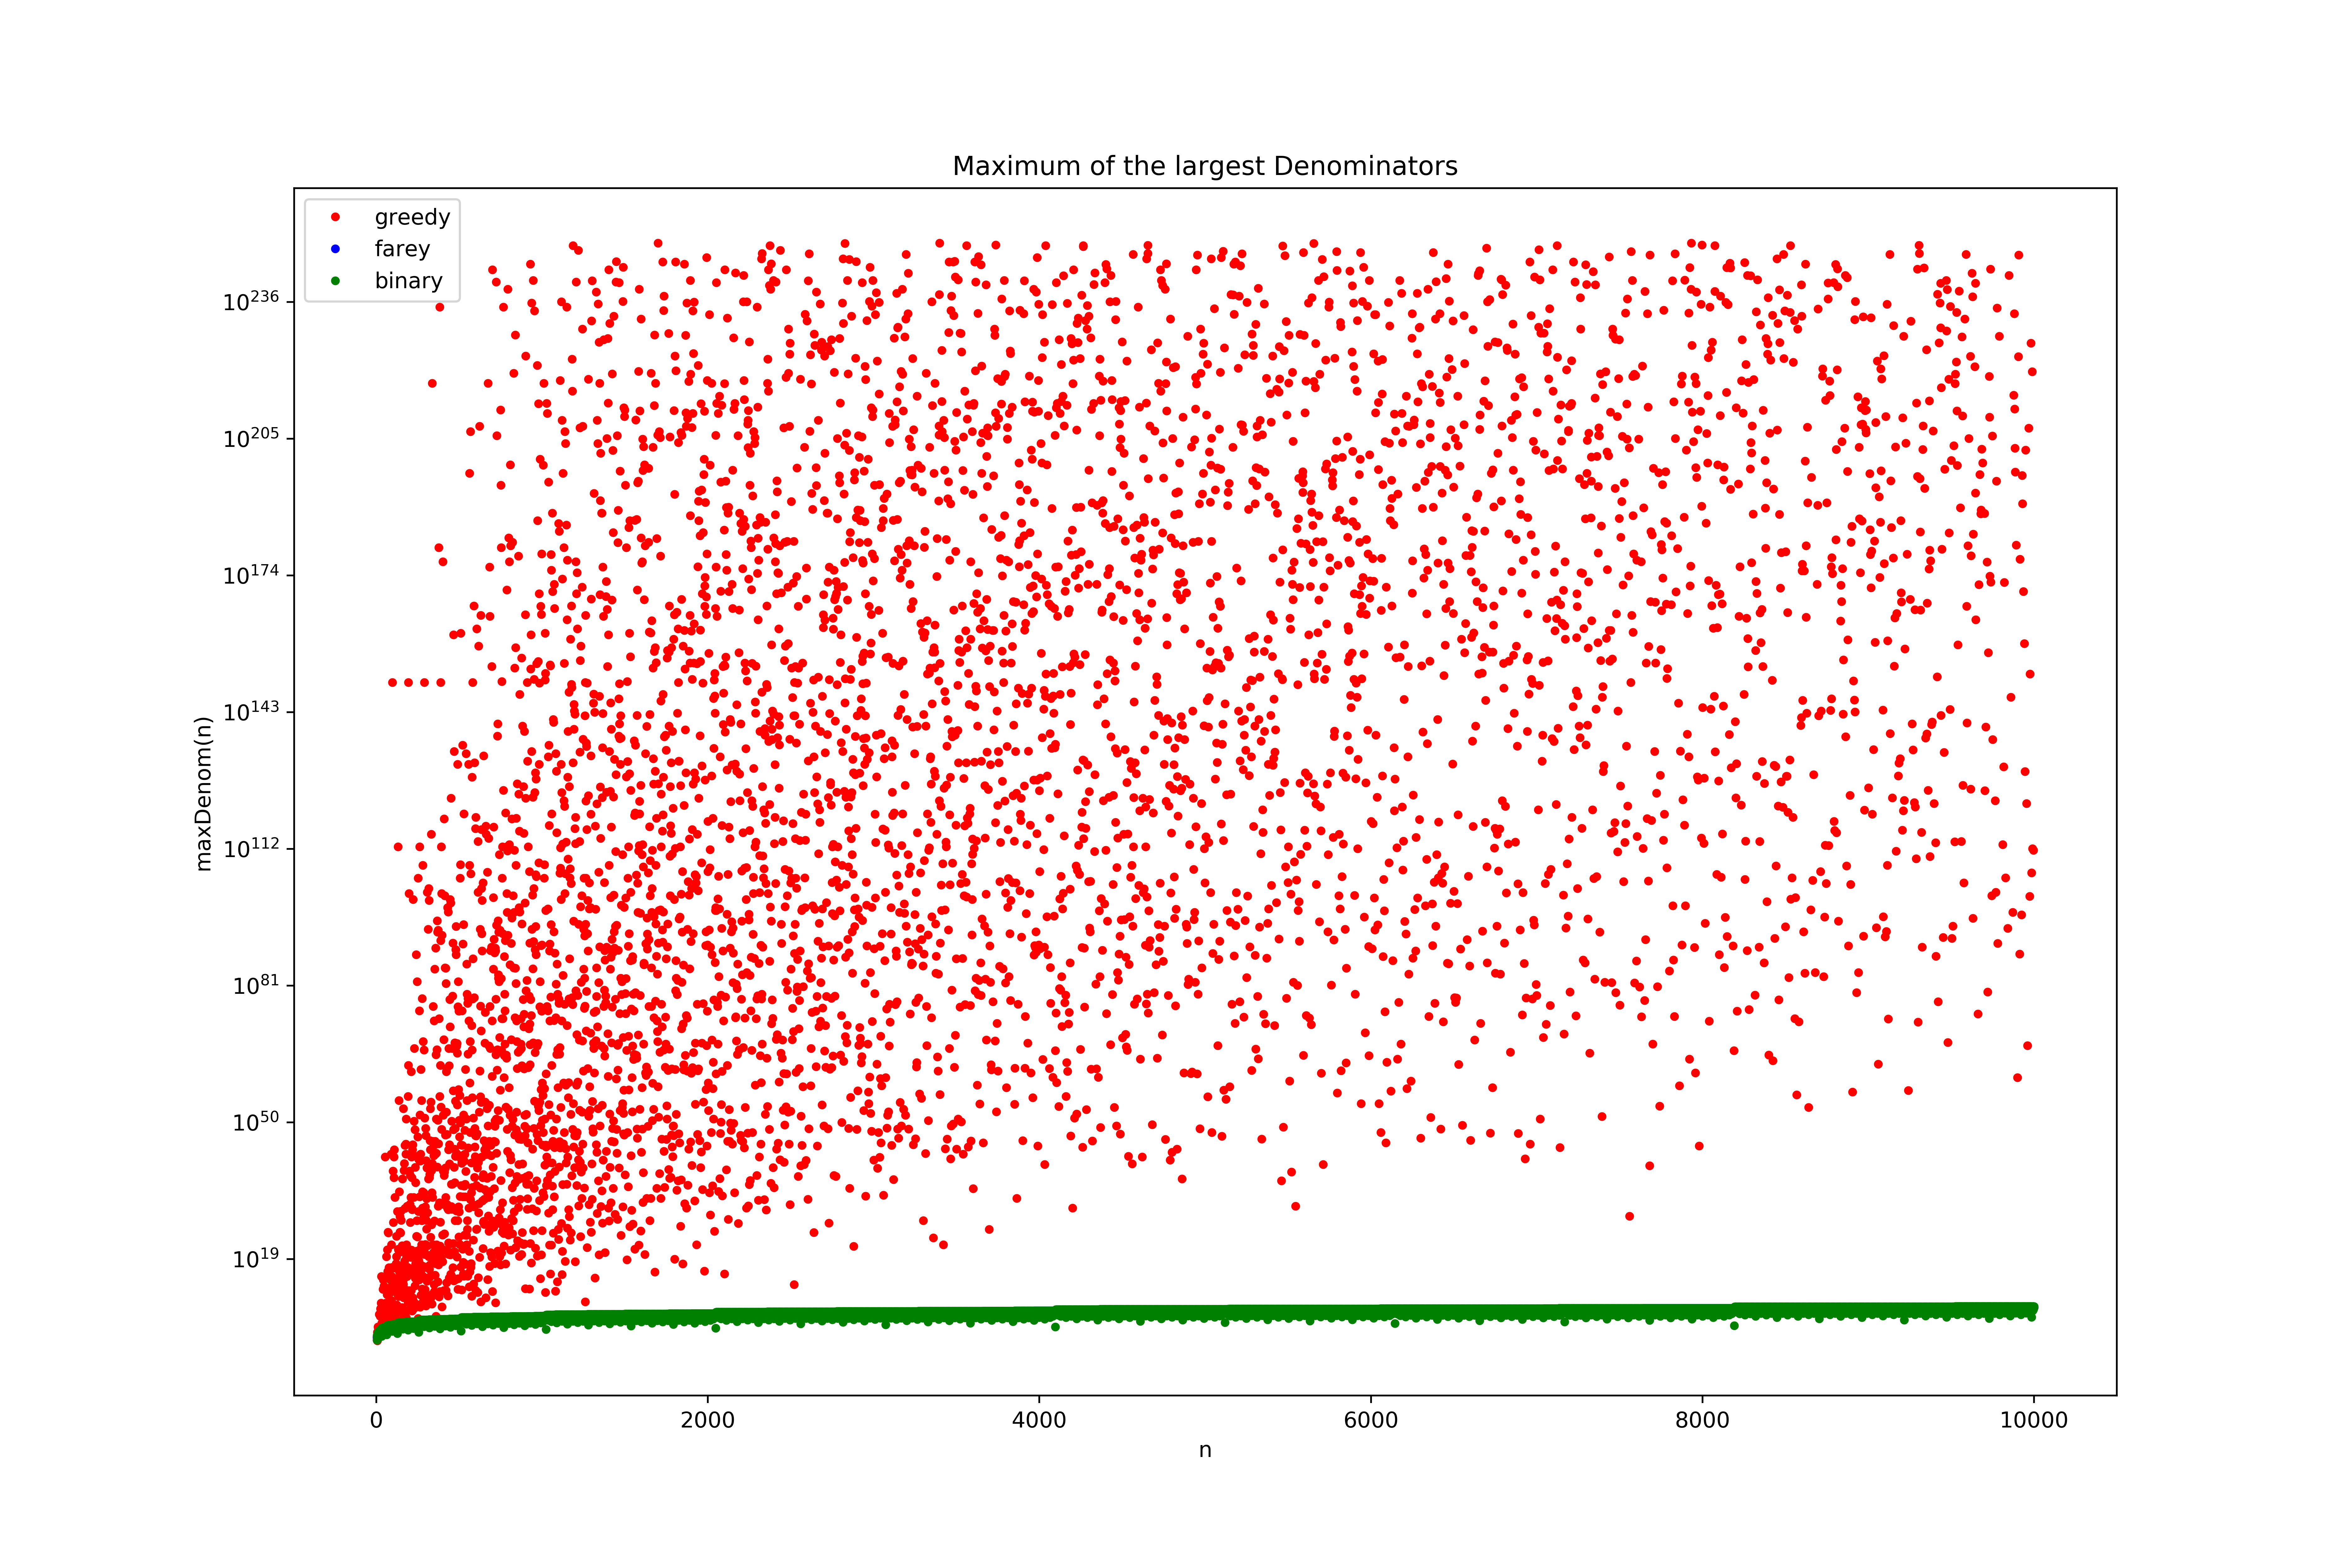 Maximum of the largest Denominators
greedy
farey
binary
maxDenom(n)
10^236
10^205
10^174
10^143
10^112
10^81
10^50
10^19
0 2000 4000 6000 8000 10000
n